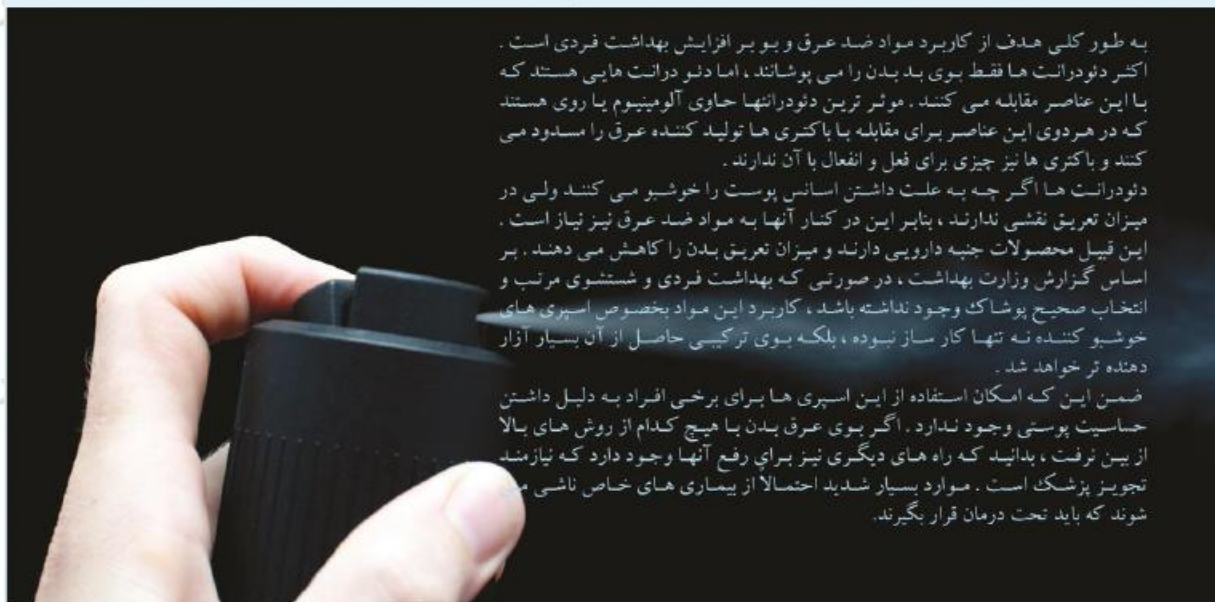 به طور کلی هدف از کاربرد مواد ضد عرق و بو بر افزایش بهداشت فردی است .
اکثر دئودرانت ها فقط بوی بد بدن را می پوشانند ، اما دئو درانت هایی هستند که
با این عناصر مقابله می کنند . موثر ترین دئودرانتها حاوی آلومینیوم یا روی هستند
که در هردوی این عناصر برای مقابله با باکتری ها تولید کننده عرق را مسدود می
کنند و باکتری ها نیز چیزی برای فعل و انفعال با آن ندارند .
دئودرانت ها اگر چه به علت داشتن اسانس پوست را خوشبو می کنند ولی در
میزان تعریق نقشی ندارند ، بنابر این در کنار آنها به مواد ضد عرق نیز نیاز است .
این قبیل محصولات جنبه دارویی دارند و میزان تعریق بدن را کاهش می دهند . بر
اساس گزارش وزارت بهداشت ، در صورتی که بهداشت فردی و شستشوی مرتب و
انتخاب صحیح پوشاک وجود نداشته باشد ، کاربرد این مواد بخصوص اسپری های
خوشبو کننده نه تنها کار ساز نبوده ، بلکه بوی ترکیبی حاصل از آن بسیار آزار
دهنده تر خواهد شد .
ضمن این که امکان استفاده از این اسپری ها برای برخی افراد به دلیل داشتن
حساسیت پوستی وجود ندارد . اگر بوی عرق بدن با هیچ کدام از روش های بالا
از بین نرفت ، بدانید که راه های دیگری نیز برای رفع آنها وجود دارد که نیازمند
تجویز پزشک است . موارد بسیار شدید احتمالاً از بیماری های خاص ناشی
شوند که باید تحت درمان قرار بگیرند.